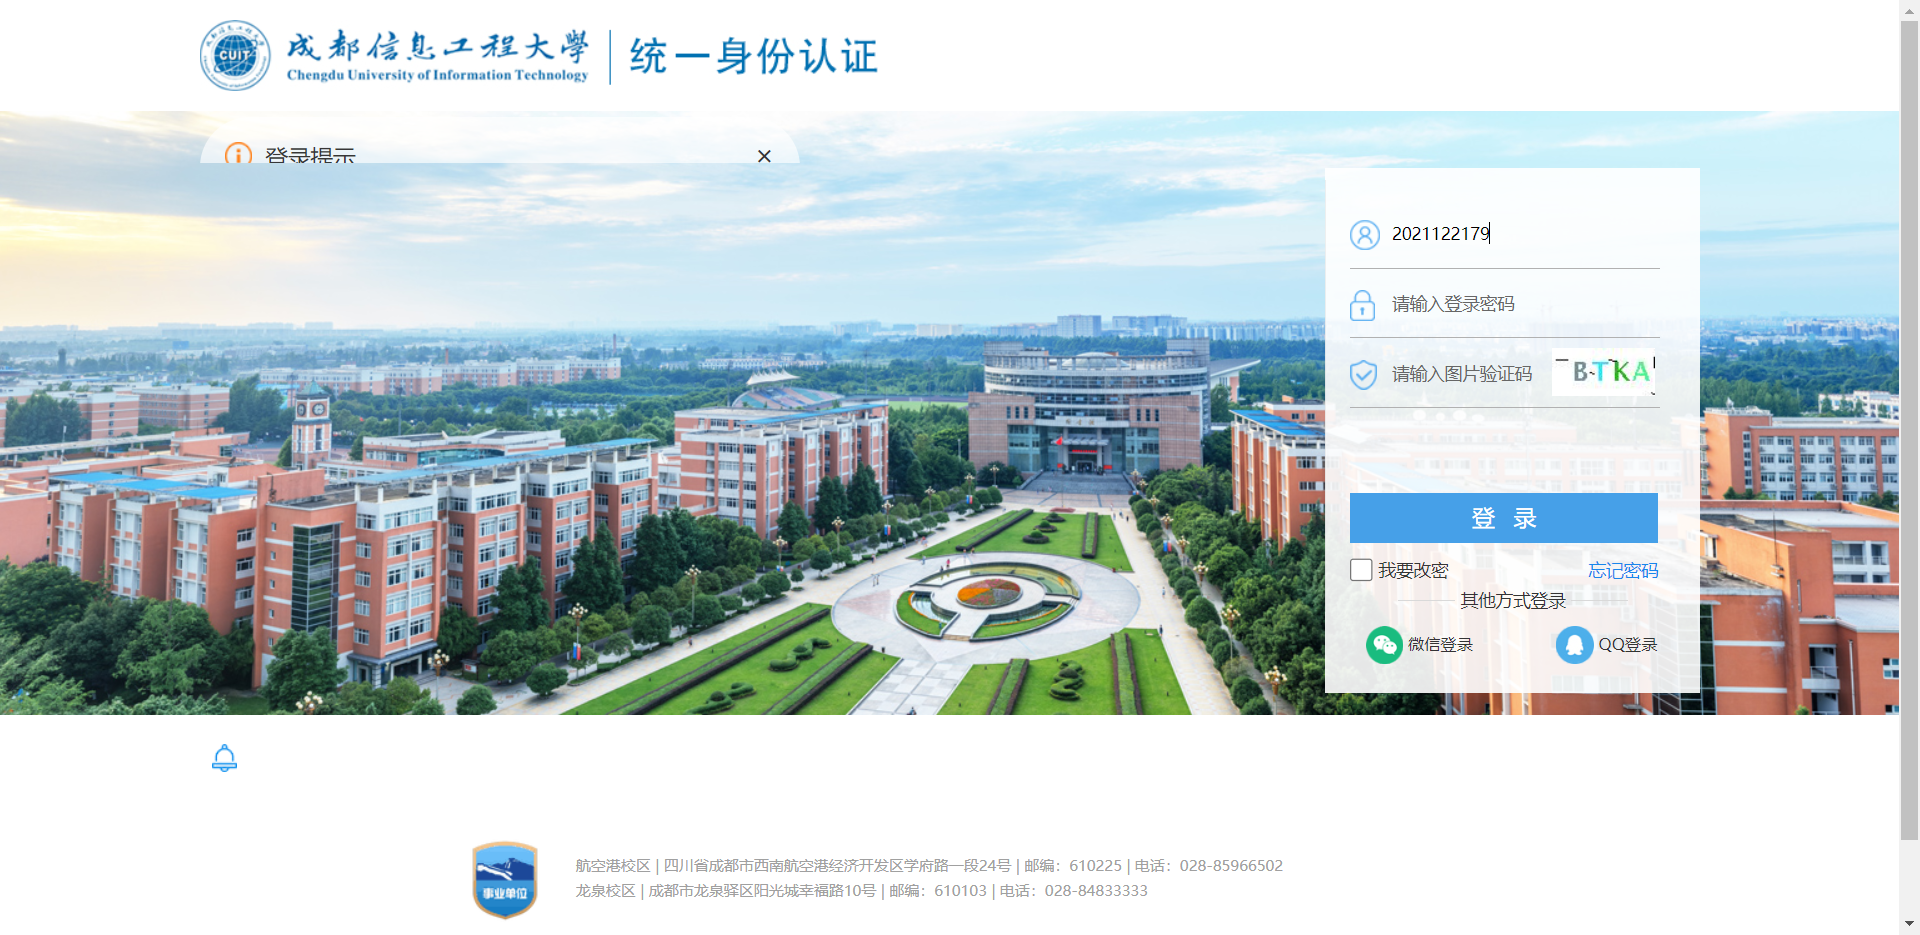 成都信息工程大學
Chengdu University of Information Technology
统一身份认证
CUIT
登录提示
2021122179
请输入登录密码
请输入图片验证码
BTKA
登 录
我要改密
忘记密码
其他方式登录
微信登录
QQ登录
事业单位
航空港校区 | 四川省成都市西南航空港经济开发区学府路一段24号 | 邮编：610225 | 电话：028-85966502
龙泉校区 | 成都市龙泉驿区阳光城幸福路10号 | 邮编：610103 | 电话：028-84833333